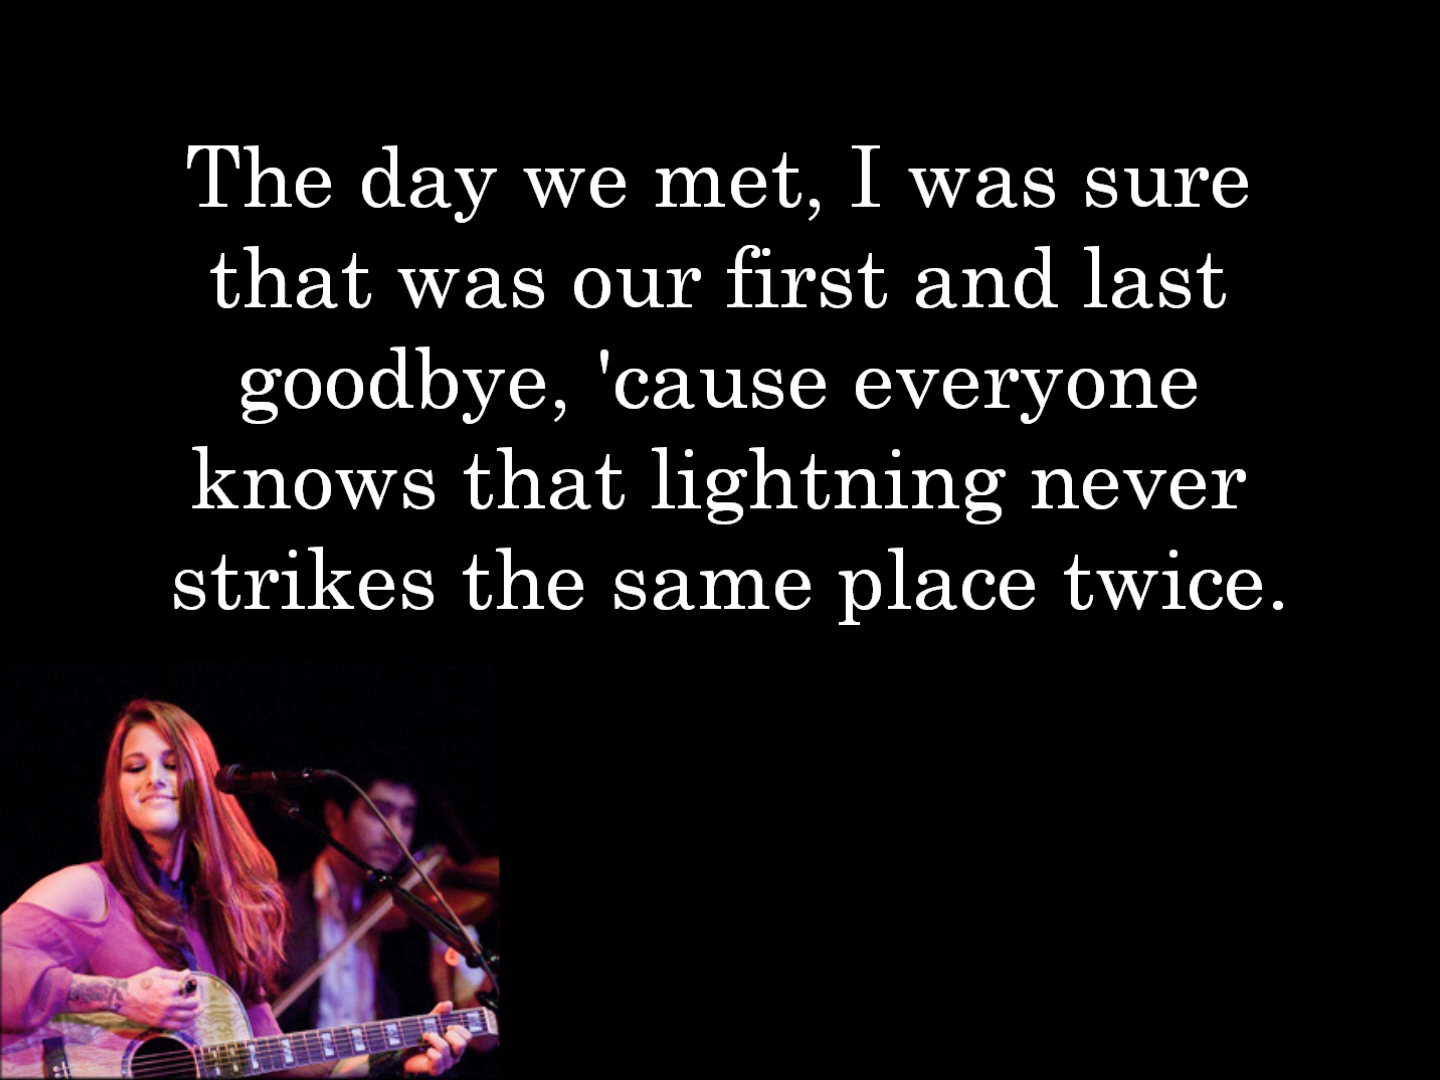 The day we met, I was sure
that was our first and last
goodbye, 'cause everyone
knows that lightning never
strikes the same place twice.